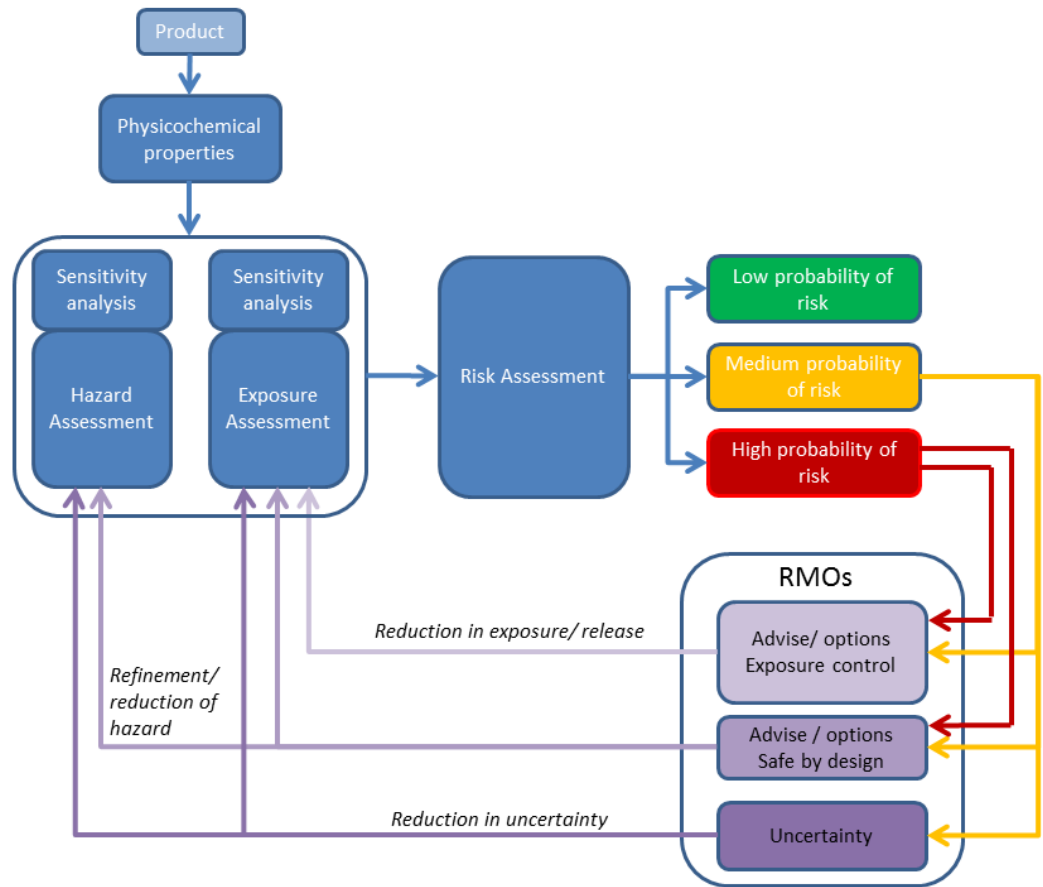 Product
Physicochemical
properties
Sensitivity
analysis
Sensitivity
analysis
Hazard
Assessment
Exposure
Assessment
Risk Assessment
Low probability of
risk
Medium probability
of risk
High probability of
risk
RMOs
Advise/ options
Exposure control
Advise / options
Safe by design
Uncertainty
Reduction in exposure/ release
Refinement/
reduction of
hazard
Reduction in uncertainty